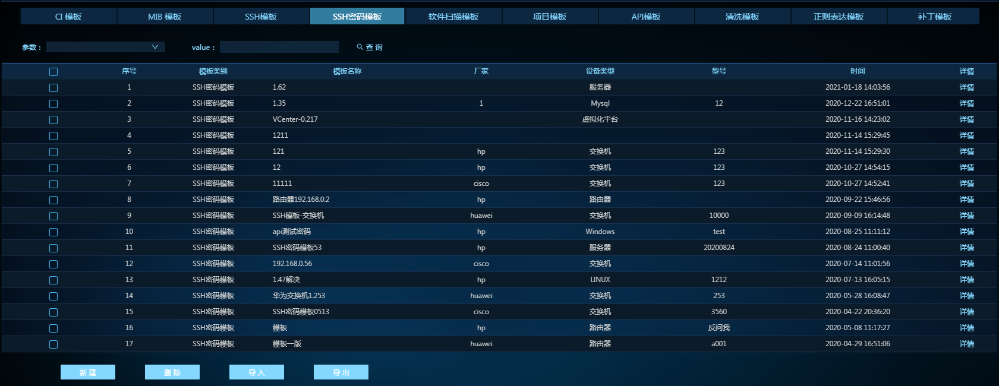 CI 模板 MIB 模板 SSH模板 SSH密码模板 软件扫描模板 项目模板 API模板 清洗模板 正则表达模板 补丁模板
参数： value： 查 询
序号 模板类别 模板名称 厂家 设备类型 型号 时间 详情
1 SSH密码模板 1.62 服务器 2021-01-18 14:03:56 详情
2 SSH密码模板 1.35 1 Mysql 12 2020-12-22 16:51:01 详情
3 SSH密码模板 VCenter-0.217 虚拟化平台 2020-11-16 14:23:02 详情
4 SSH密码模板 1211 2020-11-14 15:29:45 详情
5 SSH密码模板 121 hp 交换机 123 2020-11-14 15:29:30 详情
6 SSH密码模板 12 hp 交换机 123 2020-10-27 14:54:15 详情
7 SSH密码模板 11111 cisco 交换机 123 2020-10-27 14:52:41 详情
8 SSH密码模板 路由器192.168.0.2 hp 路由器 2020-09-22 15:46:56 详情
9 SSH密码模板 SSH模板-交换机 huawei 交换机 10000 2020-09-09 16:14:48 详情
10 SSH密码模板 api测试密码 hp Windows test 2020-08-25 11:11:12 详情
11 SSH密码模板 SSH密码模板53 hp 服务器 20200824 2020-08-24 11:00:40 详情
12 SSH密码模板 192.168.0.56 cisco 交换机 2020-07-14 11:01:56 详情
13 SSH密码模板 1.47解决 hp LINUX 1212 2020-07-13 16:05:15 详情
14 SSH密码模板 华为交换机1.253 huawei 交换机 253 2020-05-28 16:08:47 详情
15 SSH密码模板 SSH密码模板0513 cisco 交换机 3560 2020-04-22 20:36:20 详情
16 SSH密码模板 模板 hp 路由器 反问我 2020-05-08 11:17:27 详情
17 SSH密码模板 模板一版 huawei 路由器 a001 2020-04-29 16:51:06 详情
新 建 删 除 导 入 导 出